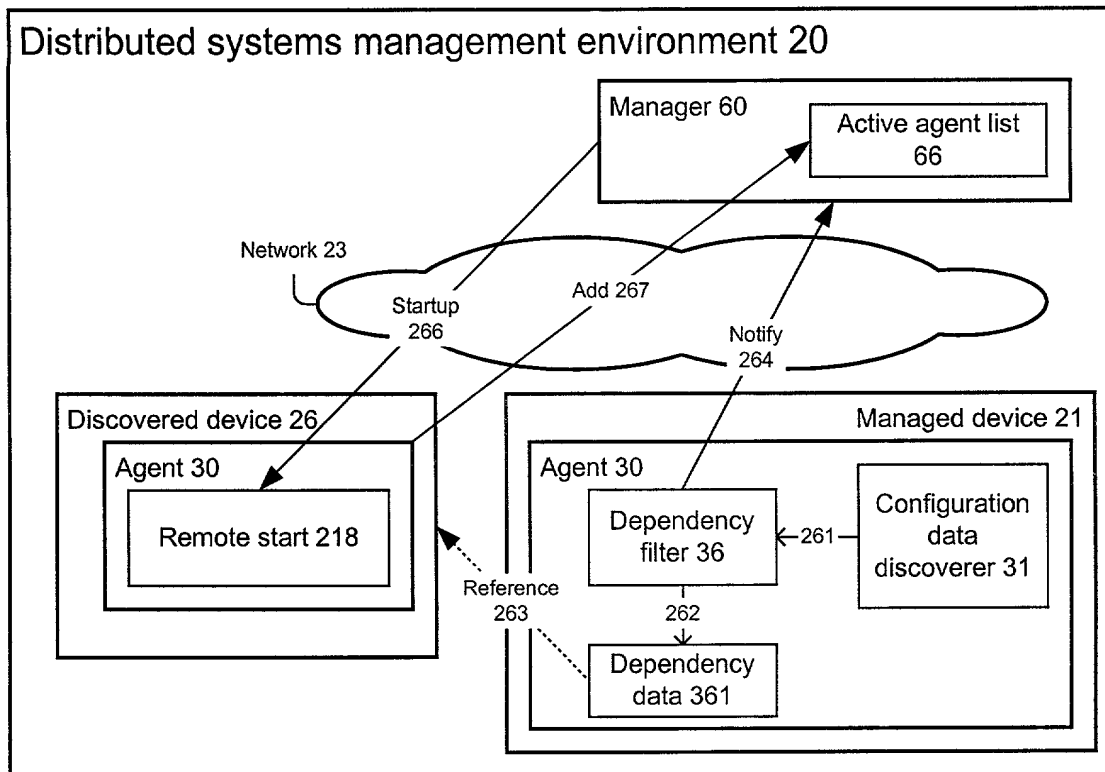 Distributed systems management environment 20
Manager 60
Active agent list
66
Network 23
Startup
266
Add 267
Notify
264
Discovered device 26
Agent 30
Remote start 218
Reference
263
Managed device 21
Agent 30
Dependency
filter 36
261
Configuration
data
discoverer 31
262
Dependency
data 361